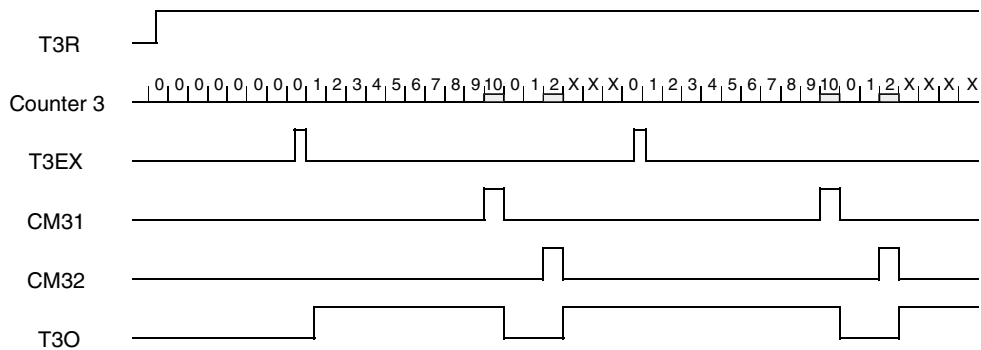 T3R
0 0 0 0 0 0 0 0 1 2 3 4 5 6 7 8 9 10 0 1 2 X X X 0 1 2 3 4 5 6 7 8 9 10 0 1 2 X X X X
Counter 3
T3EX
CM31
CM32
T3O